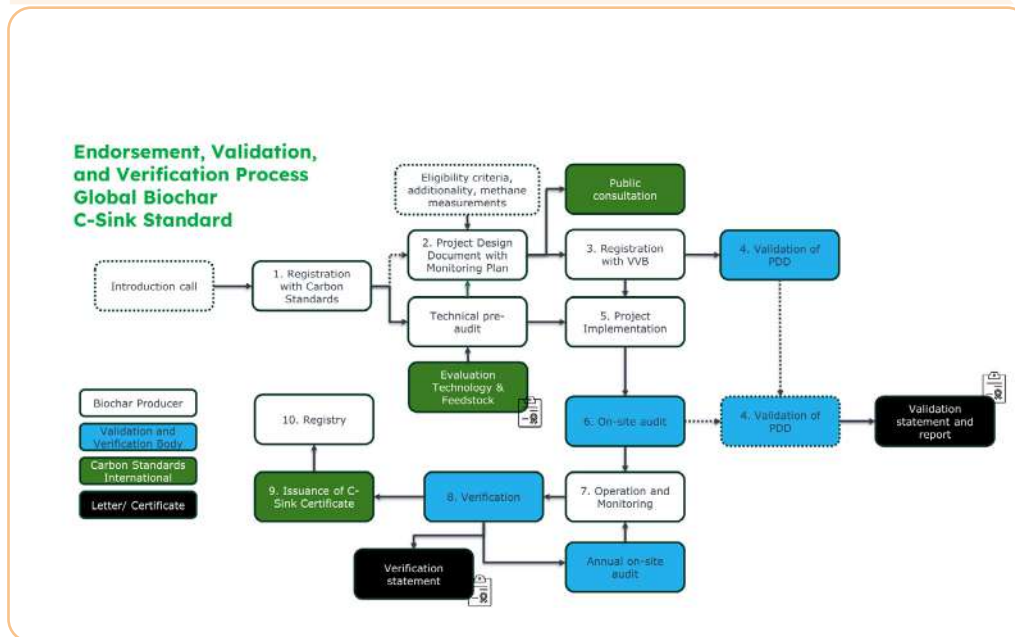 Endorsement, Validation,
and Verification Process
Global Biochar
C-Sink Standard
Eligibility criteria,
additionality, methane
measurements
Public
consultation
Introduction call
1. Registration
with Carbon
Standards
2. Project Design
Document with
Monitoring Plan
3. Registration
with VVB
4. Validation of
PDD
Technical pre-
audit
5. Project
Implementation
Evaluation
Technology &
Feedstock
Biochar Producer
Validation and
Verification Body
Carbon Standards
International
Letter/ Certificate
10. Registry
6. On-site audit
4. Validation of
PDD
Validation
statement and
report
9. Issuance of C-
Sink Certificate
8. Verification
7. Operation and
Monitoring
Verification
statement
Annual on-site
audit